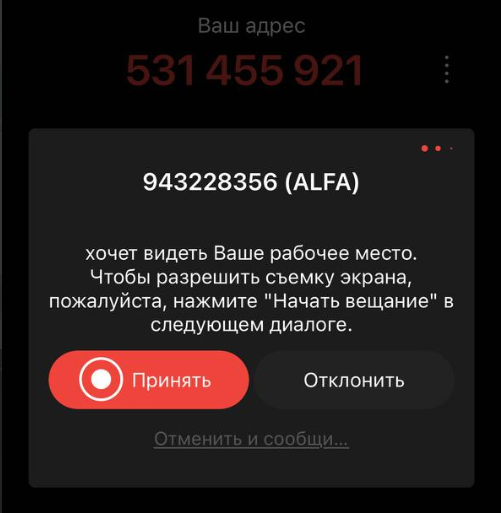 Ваш адрес
531 455 921
943228356 (ALFA)
хочет видеть Ваше рабочее место.
Чтобы разрешить съемку экрана,
пожалуйста, нажмите "Начать вещание" в
следующем диалоге.
Принять
Отклонить
Отменить и сообщи...